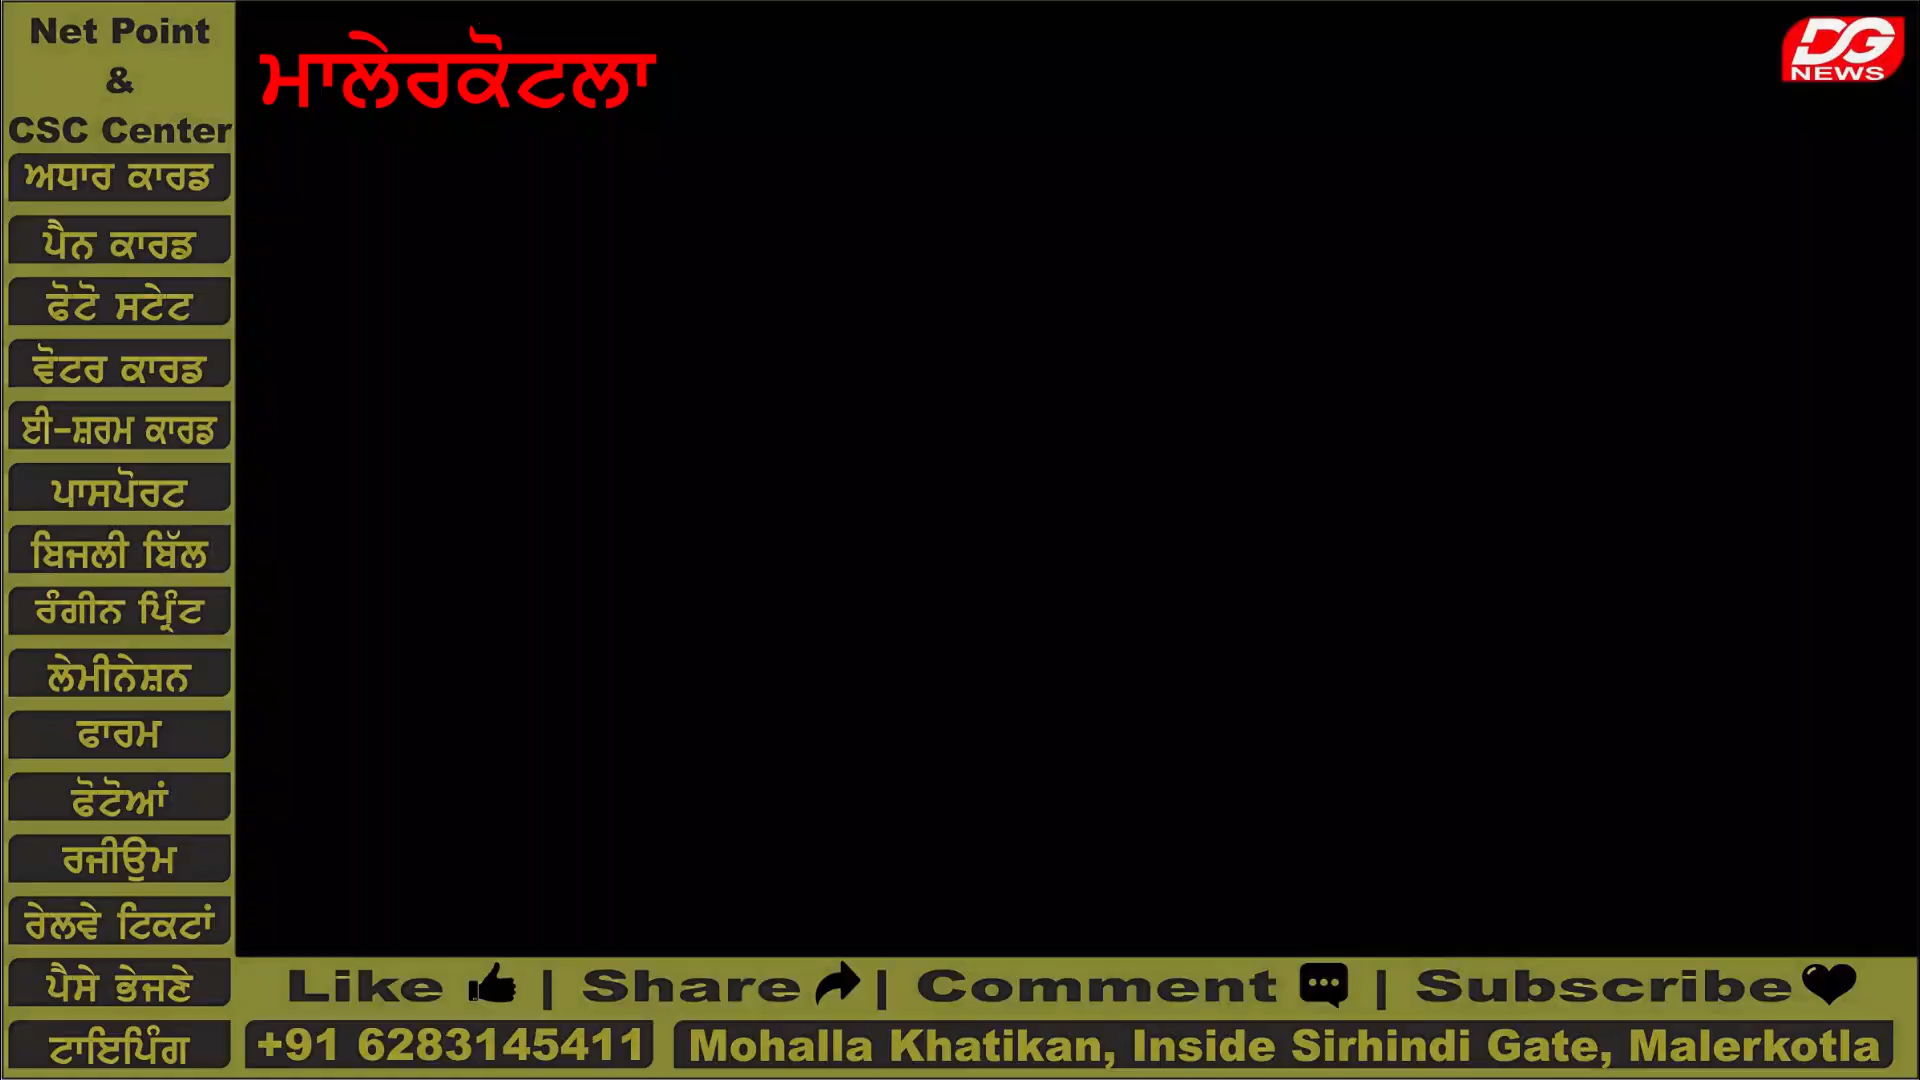 Net Point
&
CSC Center
ਅਧਾਰ ਕਾਰਡ
ਪੈਨ ਕਾਰਡ
ਫੋਟੋ ਸਟੇਟ
ਵੋਟਰ ਕਾਰਡ
ਈ-ਸ਼ਰਮ ਕਾਰਡ
ਪਾਸਪੋਰਟ
ਬਿਜਲੀ ਬਿੱਲ
ਰੰਗੀਨ ਪ੍ਰਿੰਟ
ਲੇਮੀਨੇਸ਼ਨ
ਫਾਰਮ
ਫੋਟੋਆਂ
ਰਜੀਉਮ
ਰੇਲਵੇ ਟਿਕਟਾਂ
ਪੈਸੇ ਭੇਜਣੇ
ਟਾਇਪਿੰਗ
ਮਾਲੇਰਕੋਟਲਾ
DG
NEWS
Like | Share | Comment | Subscribe
+91 6283145411 Mohalla Khatikan, Inside Sirhindi Gate, Malerkotla